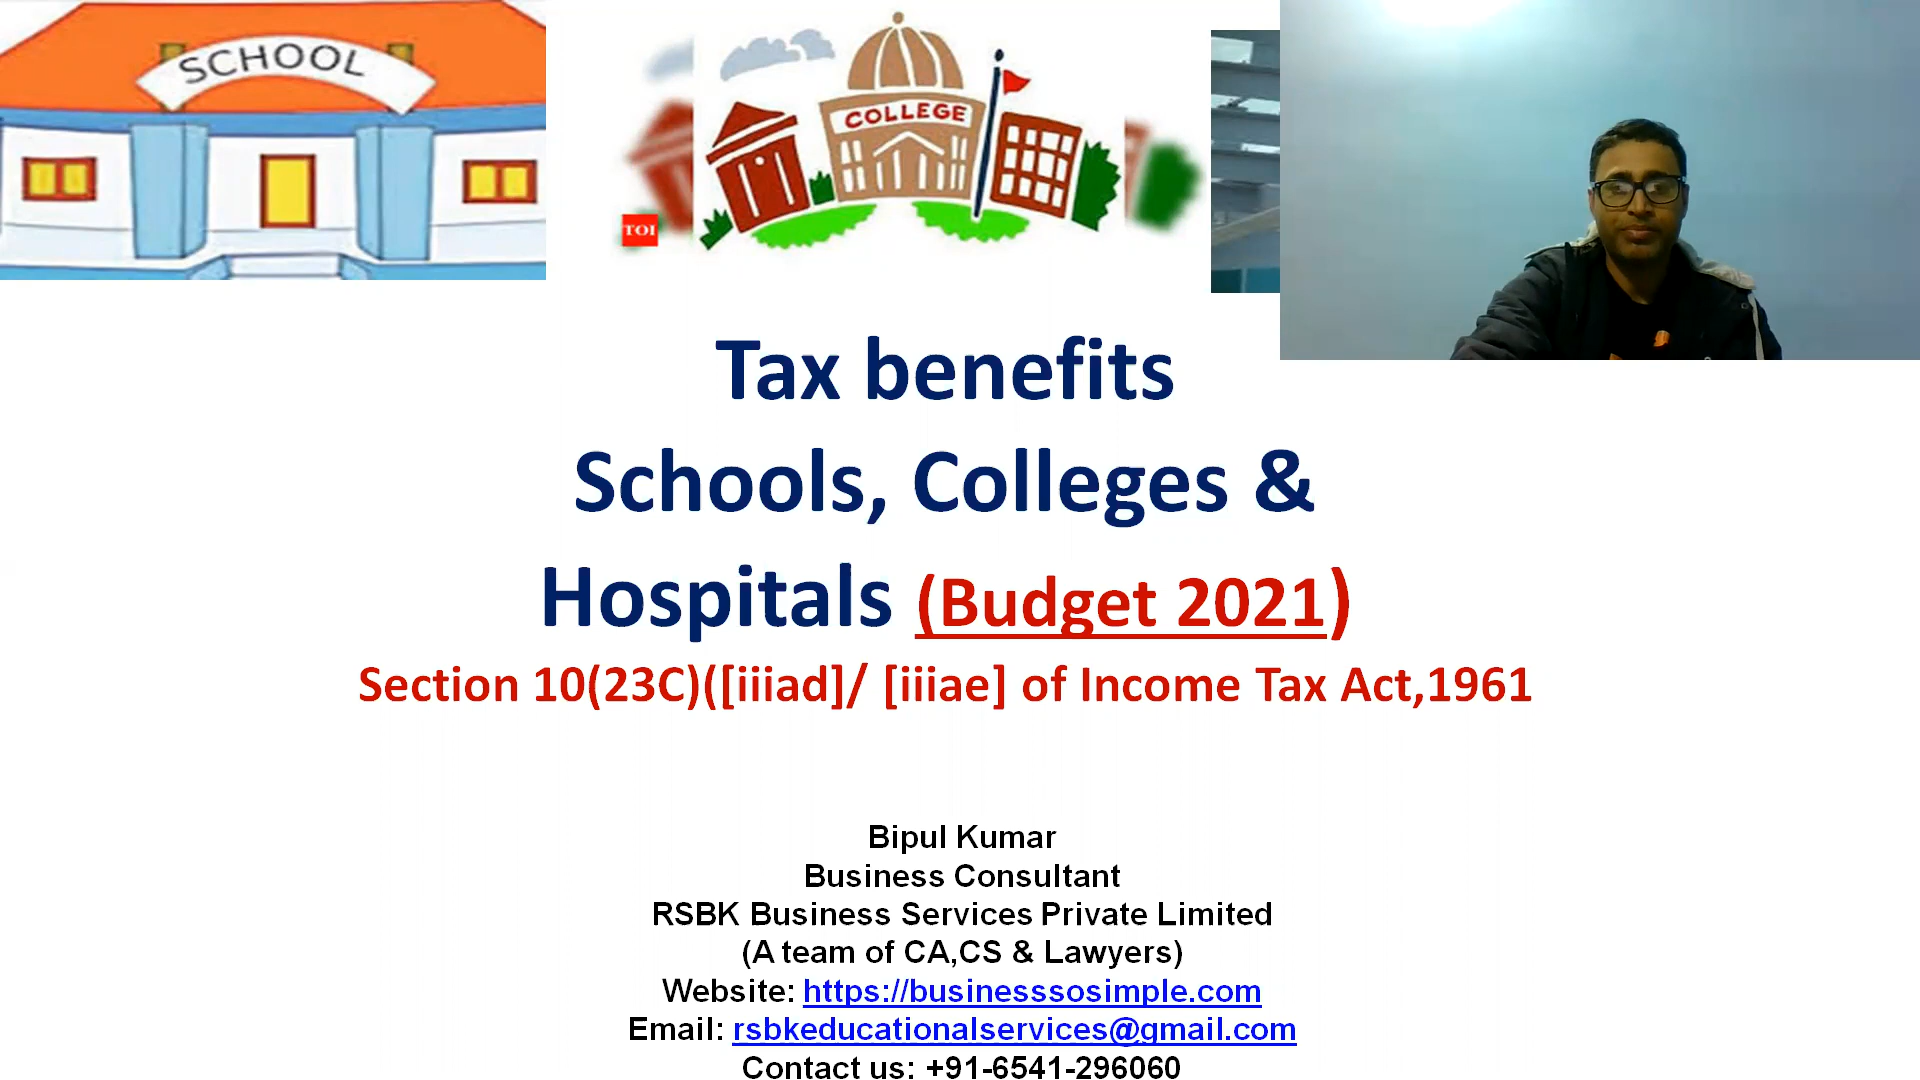 SCHOOL
COLLEGE
TOI
Tax benefits
Schools, Colleges &
Hospitals (Budget 2021)
Section 10(23C)([iiiad]/ [iiiae] of Income Tax Act,1961
Bipul Kumar
Business Consultant
RSBK Business Services Private Limited
(A team of CA,CS & Lawyers)
Website: https://businesssosimple.com
Email: rsbkeducationalservices@gmail.com
Contact us: +91-6541-296060